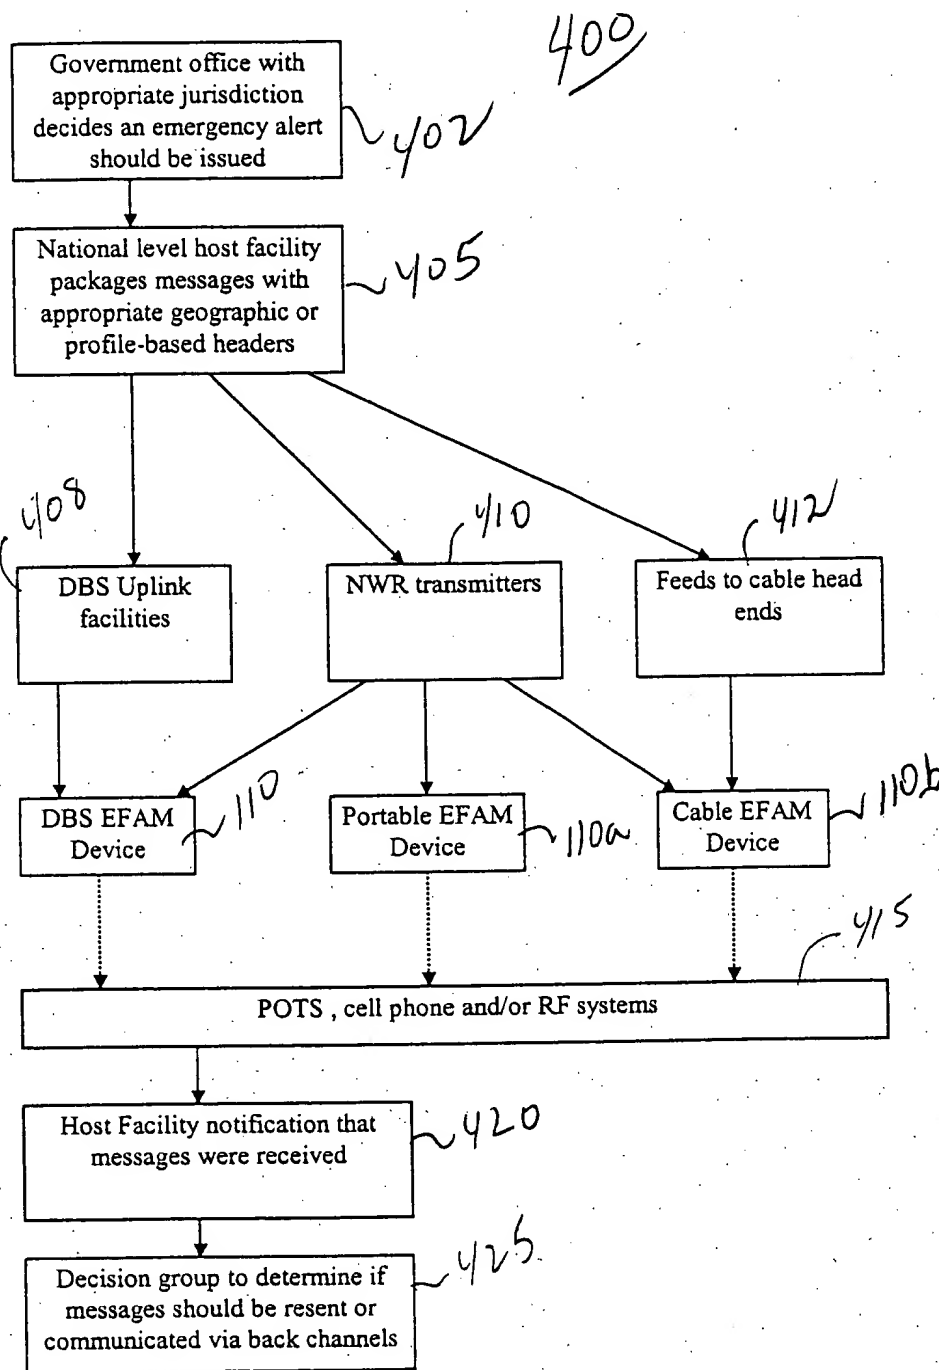 400
Government office with
appropriate jurisdiction
decides an emergency alert
should be issued
402
National level host facility
packages messages with
appropriate geographic or
profile-based headers
405
408
410
412
DBS Uplink
facilities
NWR transmitters
Feeds to cable head
ends
DBS EFAM
Device
110
Portable EFAM
Device
110a
Cable EFAM
Device
110b
415
POTS , cell phone and/or RF systems
Host Facility notification that
messages were received
420
Decision group to determine if
messages should be resent or
communicated via back channels
425